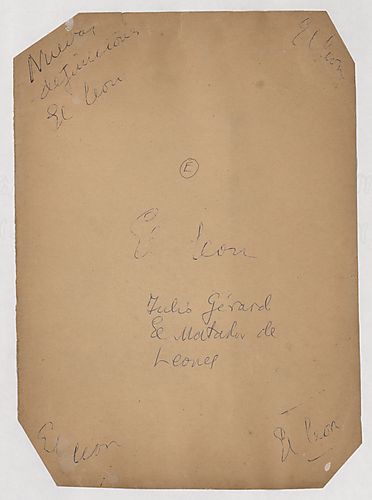 Nuevas
definiciones
El leon
El leon
E
El leon
Julio Gérard
El Matador de
Leones
El leon
El leon